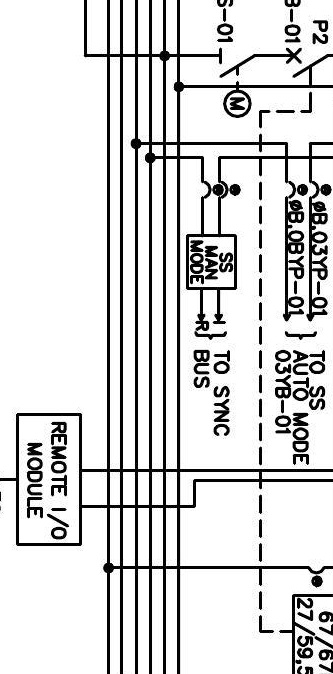 P2
B-01
S-01
M
øB.03YP-01
øB.0BYP-01
TO SS
AUTO MODE
03YB-01
SS
MAN
MODE
I
R
TO SYNC
BUS
REMOTE I/O
MODULE
67/67
27/59,5